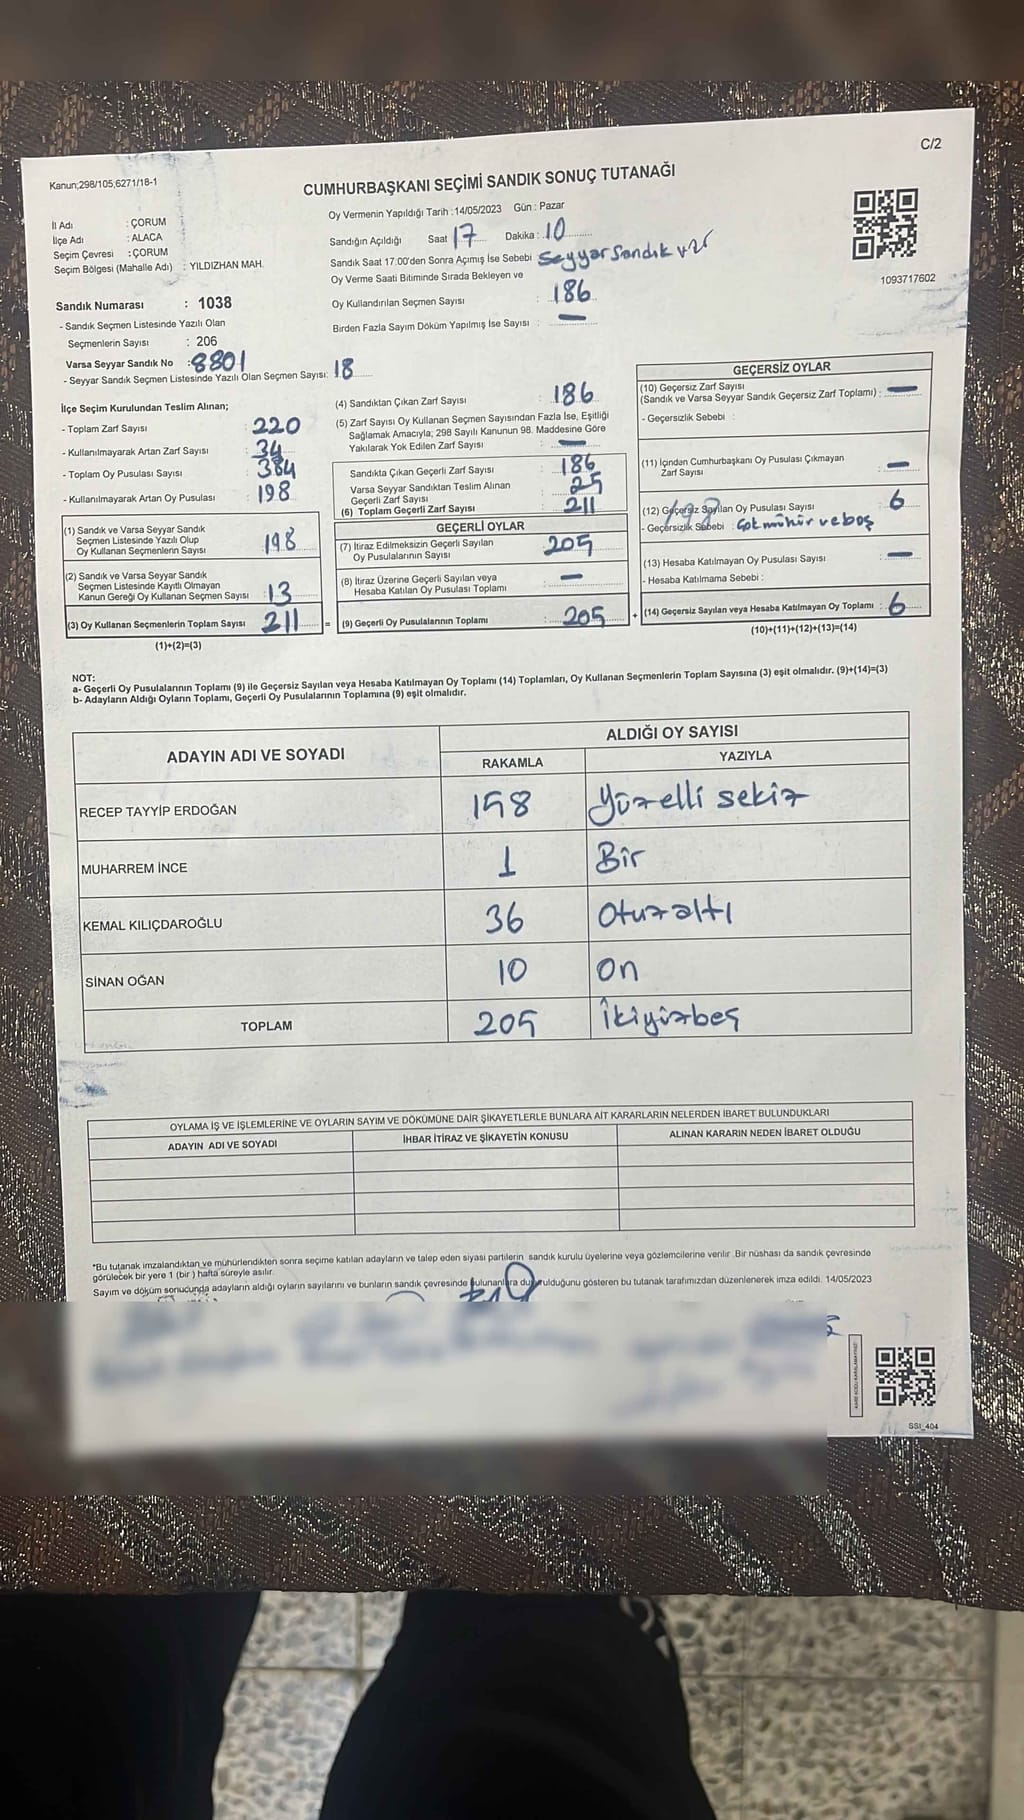 C/2
Kanun;298/105,6271/18-1
CUMHURBAŞKANI SEÇİMİ SANDIK SONUÇ TUTANAĞI
İl Adı : ÇORUM
İlçe Adı : ALACA
Seçim Çevresi : ÇORUM
Seçim Bölgesi (Mahalle Adı) : YILDIZHAN MAH.
Oy Vermenin Yapıldığı Tarih :14/05/2023 Gün : Pazar
Sandığın Açıldığı Saat 17 Dakika : 10
Sandık Saat 17:00'den Sonra Açımış İse Sebebi Seyyar Sandık
Oy Verme Saati Bitiminde Sırada Bekleyen ve
Oy Kullandırılan Seçmen Sayısı : 186
Birden Fazla Sayım Döküm Yapılmış İse Sayısı : —
1093717602
Sandık Numarası : 1038
- Sandık Seçmen Listesinde Yazılı Olan
Seçmenlerin Sayısı : 206
Varsa Seyyar Sandık No : 8801
- Seyyar Sandık Seçmen Listesinde Yazılı Olan Seçmen Sayısı: 18
İlçe Seçim Kurulundan Teslim Alınan;
- Toplam Zarf Sayısı : 220
- Kullanılmayarak Artan Zarf Sayısı : 34
- Toplam Oy Pusulası Sayısı : 384
- Kullanılmayarak Artan Oy Pusulası : 198
(1) Sandık ve Varsa Seyyar Sandık
Seçmen Listesinde Yazılı Olup
Oy Kullanan Seçmenlerin Sayısı : 198
(2) Sandık ve Varsa Seyyar Sandık
Seçmen Listesinde Kayıtlı Olmayan
Kanun Gereği Oy Kullanan Seçmen Sayısı : 13
(3) Oy Kullanan Seçmenlerin Toplam Sayısı 211
(1)+(2)=(3)
(4) Sandıktan Çıkan Zarf Sayısı : 186
(5) Zarf Sayısı Oy Kullanan Seçmen Sayısından Fazla İse, Eşitliği
Sağlamak Amacıyla; 298 Sayılı Kanunun 98. Maddesine Göre
Yakılarak Yok Edilen Zarf Sayısı : —
Sandıkta Çıkan Geçerli Zarf Sayısı : 186
Varsa Seyyar Sandıktan Teslim Alınan
Geçerli Zarf Sayısı : 25
(6) Toplam Geçerli Zarf Sayısı : 211
GEÇERLİ OYLAR
(7) İtiraz Edilmeksizin Geçerli Sayılan
Oy Pusulalarının Sayısı : 205
(8) İtiraz Üzerine Geçerli Sayılan veya
Hesaba Katılan Oy Pusulası Toplamı : —
= (9) Geçerli Oy Pusulalarının Toplamı : 205 +
GEÇERSİZ OYLAR
(10) Geçersiz Zarf Sayısı
(Sandık ve Varsa Seyyar Sandık Geçersiz Zarf Toplamı) : —
- Geçersizlik Sebebi :
(11) İçinden Cumhurbaşkanı Oy Pusulası Çıkmayan
Zarf Sayısı : —
(12) Geçersiz Sayılan Oy Pusulası Sayısı : 6
- Geçersizlik Sebebi : Çok mühür ve boş
198
(13) Hesaba Katılmayan Oy Pusulası Sayısı : —
- Hesaba Katılmama Sebebi :
(14) Geçersiz Sayılan veya Hesaba Katılmayan Oy Toplamı : 6
(10)+(11)+(12)+(13)=(14)
NOT:
a- Geçerli Oy Pusulalarının Toplamı (9) ile Geçersiz Sayılan veya Hesaba Katılmayan Oy Toplamı (14) Toplamları, Oy Kullanan Seçmenlerin Toplam Sayısına (3) eşit olmalıdır. (9)+(14)=(3)
b- Adayların Aldığı Oyların Toplamı, Geçerli Oy Pusulalarının Toplamına (9) eşit olmalıdır.
ADAYIN ADI VE SOYADI ALDIĞI OY SAYISI
RAKAMLA YAZIYLA
RECEP TAYYİP ERDOĞAN 158 Yüzelli sekiz
MUHARREM İNCE 1 Bir
KEMAL KILIÇDAROĞLU 36 Otuzaltı
SİNAN OĞAN 10 On
TOPLAM 205 İkiyüzbeş
OYLAMA İŞ VE İŞLEMLERİNE VE OYLARIN SAYIM VE DÖKÜMÜNE DAİR ŞİKAYETLERLE BUNLARA AİT KARARLARIN NELERDEN İBARET BULUNDUKLARI
ADAYIN ADI VE SOYADI İHBAR İTİRAZ VE ŞİKAYETİN KONUSU ALINAN KARARIN NEDEN İBARET OLDUĞU
*Bu tutanak imzalandıktan ve mühürlendikten sonra seçime katılan adayların ve talep eden siyasi partilerin sandık kurulu üyelerine veya gözlemcilerine verilir .Bir nüshası da sandık çevresinde
görülecek bir yere 1 (bir ) hafta süreyle asılır.
Sayım ve döküm sonucunda adayların aldığı oyların sayılarını ve bunların sandık çevresinde bulunanlara duyurulduğunu gösteren bu tutanak tarafımızdan düzenlenerek imza edildi. 14/05/2023
SSI_404